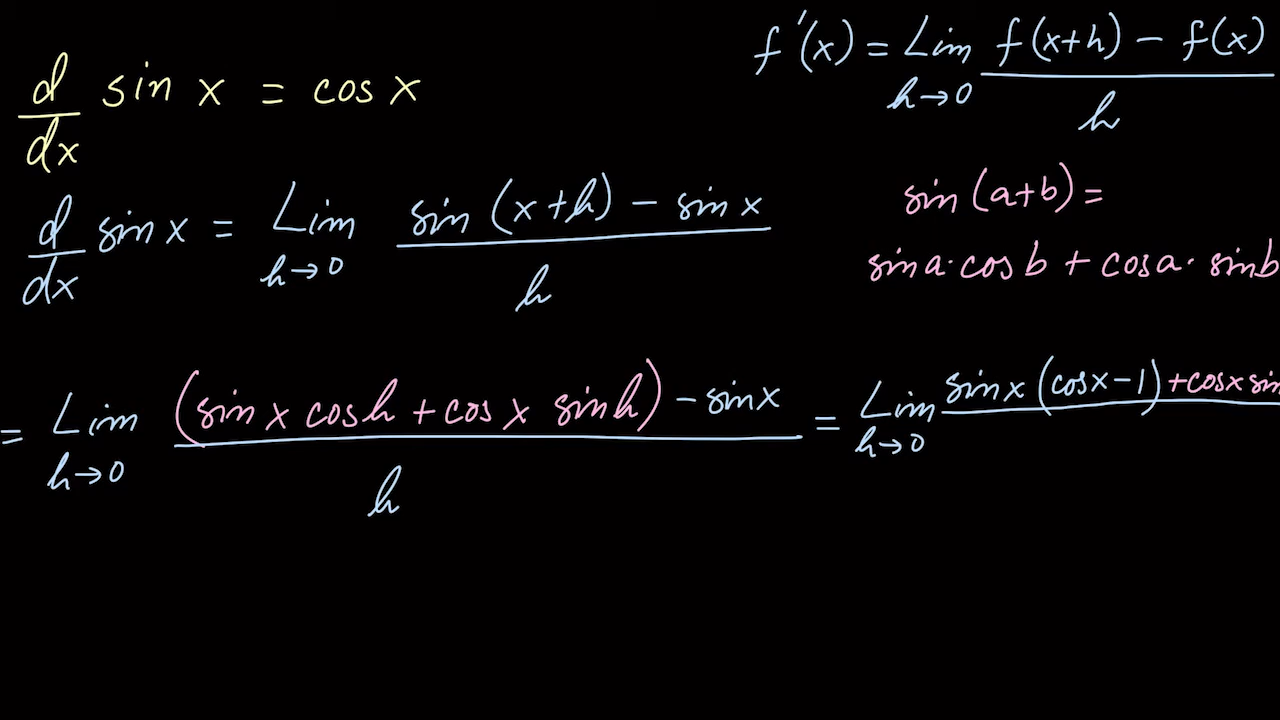 d/dx sin x = cos x
f'(x) = Lim h→0 f(x+h) − f(x) / h
d/dx sin x = Lim h→0 sin (x+h) − sin x / h
sin (a+b) =
sin a · cos b + cos a · sin b
= Lim h→0 (sin x cos h + cos x sin h) − sin x / h = Lim h→0 sin x (cos x − 1) + cos x sin